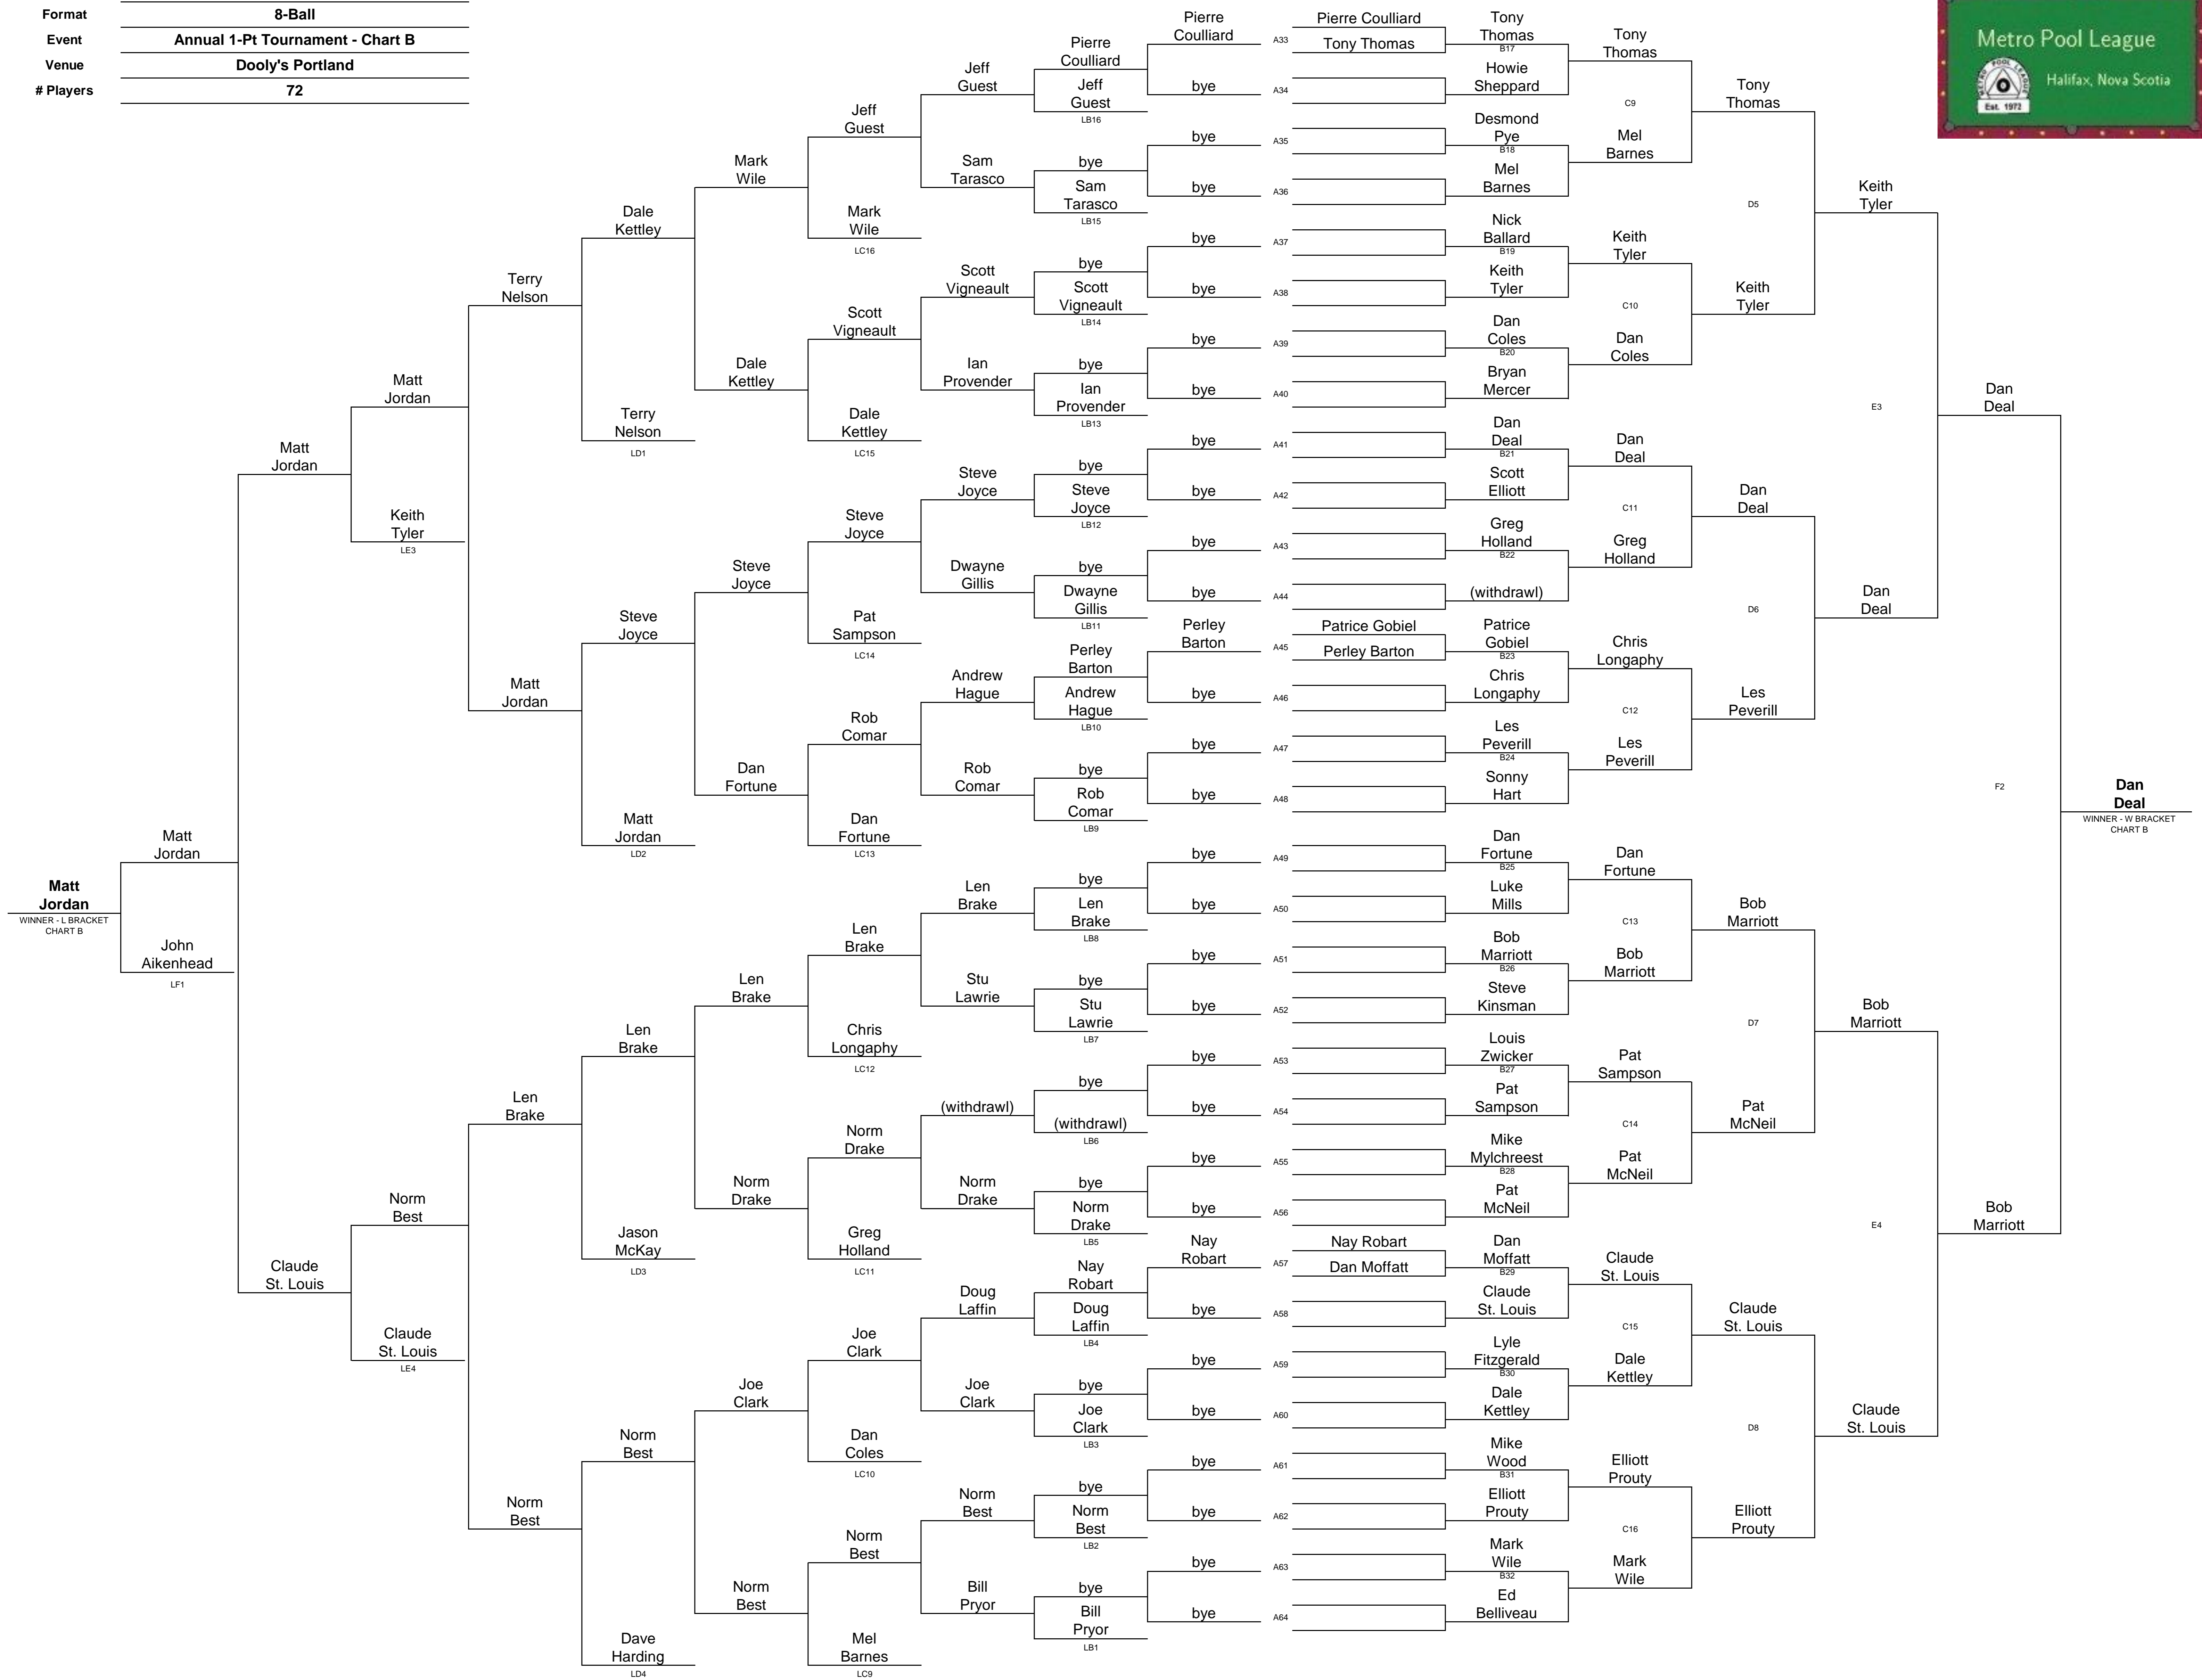 Format
8-Ball
Event
Annual 1-Pt Tournament - Chart B
Venue
Dooly's Portland
# Players
72
Metro Pool League
Halifax, Nova Scotia
METRO POOL LEAGUE
Est. 1972
Matt
Jordan
WINNER - L BRACKET
CHART B
Matt
Jordan
John
Aikenhead
LF1
Matt
Jordan
Claude
St. Louis
Matt
Jordan
Keith
Tyler
LE3
Norm
Best
Claude
St. Louis
LE4
Terry
Nelson
Matt
Jordan
Len
Brake
Norm
Best
Dale
Kettley
Terry
Nelson
LD1
Steve
Joyce
Matt
Jordan
LD2
Len
Brake
Jason
McKay
LD3
Norm
Best
Dave
Harding
LD4
Mark
Wile
Dale
Kettley
Steve
Joyce
Dan
Fortune
Len
Brake
Norm
Drake
Joe
Clark
Norm
Best
Jeff
Guest
Mark
Wile
LC16
Scott
Vigneault
Dale
Kettley
LC15
Steve
Joyce
Pat
Sampson
LC14
Rob
Comar
Dan
Fortune
LC13
Len
Brake
Chris
Longaphy
LC12
Norm
Drake
Greg
Holland
LC11
Joe
Clark
Dan
Coles
LC10
Norm
Best
Mel
Barnes
LC9
Jeff
Guest
Sam
Tarasco
Scott
Vigneault
Ian
Provender
Steve
Joyce
Dwayne
Gillis
Andrew
Hague
Rob
Comar
Len
Brake
Stu
Lawrie
(withdrawl)
Norm
Drake
Doug
Laffin
Joe
Clark
Norm
Best
Bill
Pryor
Pierre
Coulliard
Jeff
Guest
LB16
bye
Sam
Tarasco
LB15
bye
Scott
Vigneault
LB14
bye
Ian
Provender
LB13
bye
Steve
Joyce
LB12
bye
Dwayne
Gillis
LB11
Perley
Barton
Andrew
Hague
LB10
bye
Rob
Comar
LB9
bye
Len
Brake
LB8
bye
Stu
Lawrie
LB7
bye
(withdrawl)
LB6
bye
Norm
Drake
LB5
Nay
Robart
Doug
Laffin
LB4
bye
Joe
Clark
LB3
bye
Norm
Best
LB2
bye
Bill
Pryor
LB1
Pierre
Coulliard
bye
bye
bye
bye
bye
bye
bye
bye
bye
bye
bye
Perley
Barton
bye
bye
bye
bye
bye
bye
bye
bye
bye
bye
bye
Nay
Robart
bye
bye
bye
bye
bye
bye
bye
A33
A34
A35
A36
A37
A38
A39
A40
A41
A42
A43
A44
A45
A46
A47
A48
A49
A50
A51
A52
A53
A54
A55
A56
A57
A58
A59
A60
A61
A62
A63
A64
Pierre Coulliard
Tony Thomas
Patrice Gobiel
Perley Barton
Nay Robart
Dan Moffatt
Tony
Thomas
B17
Howie
Sheppard
Desmond
Pye
B18
Mel
Barnes
Nick
Ballard
B19
Keith
Tyler
Dan
Coles
B20
Bryan
Mercer
Dan
Deal
B21
Scott
Elliott
Greg
Holland
B22
(withdrawl)
Patrice
Gobiel
B23
Chris
Longaphy
Les
Peverill
B24
Sonny
Hart
Dan
Fortune
B25
Luke
Mills
Bob
Marriott
B26
Steve
Kinsman
Louis
Zwicker
B27
Pat
Sampson
Mike
Mylchreest
B28
Pat
McNeil
Dan
Moffatt
B29
Claude
St. Louis
Lyle
Fitzgerald
B30
Dale
Kettley
Mike
Wood
B31
Elliott
Prouty
Mark
Wile
B32
Ed
Belliveau
Tony
Thomas
C9
Mel
Barnes
Keith
Tyler
C10
Dan
Coles
Dan
Deal
C11
Greg
Holland
Chris
Longaphy
C12
Les
Peverill
Dan
Fortune
C13
Bob
Marriott
Pat
Sampson
C14
Pat
McNeil
Claude
St. Louis
C15
Dale
Kettley
Elliott
Prouty
C16
Mark
Wile
Tony
Thomas
D5
Keith
Tyler
Dan
Deal
D6
Les
Peverill
Bob
Marriott
D7
Pat
McNeil
Claude
St. Louis
D8
Elliott
Prouty
Keith
Tyler
E3
Dan
Deal
Bob
Marriott
E4
Claude
St. Louis
Dan
Deal
F2
Bob
Marriott
Dan
Deal
WINNER - W BRACKET
CHART B